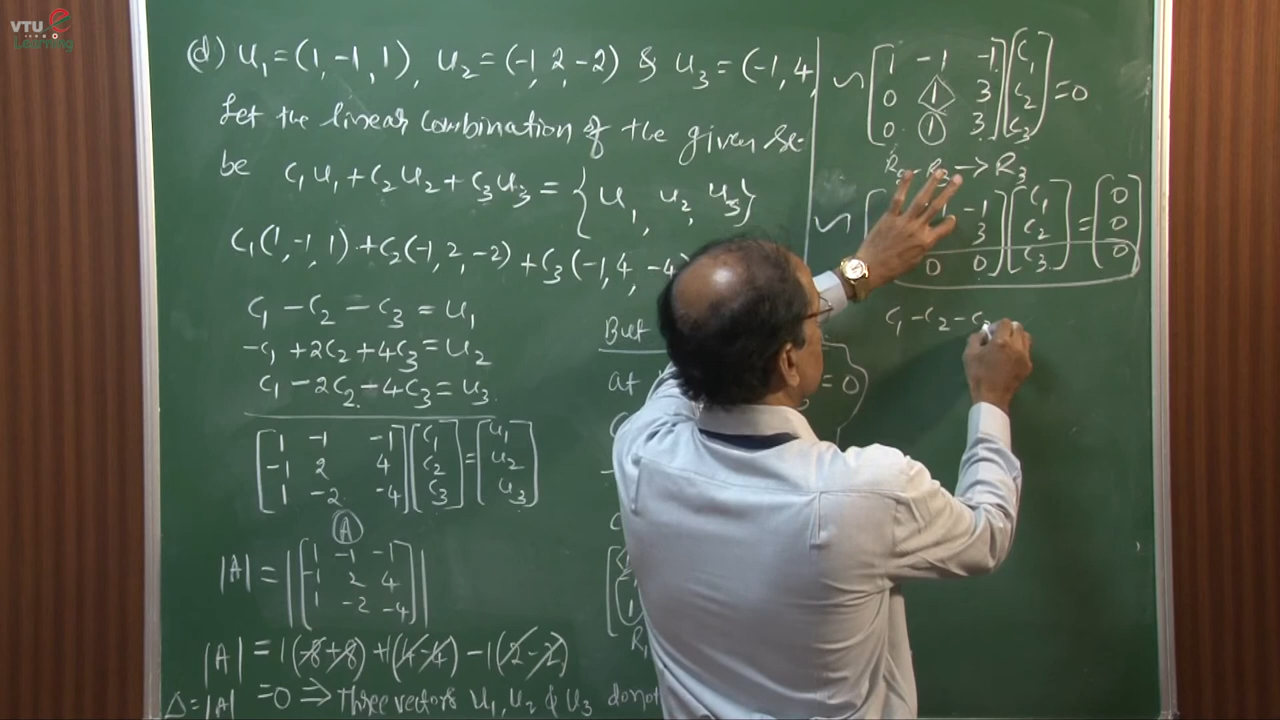 VTU e
Learning
(d) u₁ = (1, -1, 1), u₂ = (-1, 2, -2) & u₃ = (-1, 4,
Let the linear combination of the given se
be c₁u₁ + c₂u₂ + c₃u₃ = {u₁, u₂, u₃}
c₁(1, -1, 1) + c₂(-1, 2, -2) + c₃(-1, 4, -4)
c₁ - c₂ - c₃ = u₁
-c₁ + 2c₂ + 4c₃ = u₂
c₁ - 2c₂ - 4c₃ = u₃
[1 -1 -1] [c₁] = [u₁]
[-1 2 4] [c₂] [u₂]
[1 -2 -4] [c₃] [u₃]
A
|A| = |[1 -1 -1]|
[-1 2 4]
[1 -2 -4]
|A| = 1(-8+8) + 1(4-4) - 1(2-2)
Δ = |A| = 0 ⇒ Three vectors u₁, u₂ & u₃ do not
But
at
= 0
R₁
~ [1 -1 -1] [c₁]
[0 1 3] [c₂] = 0
[0 1 3] [c₃]
→ R₃
~ [ -1] [c₁] [0]
[ 3] [c₂] = [0]
[ 0 0] [c₃] [0]
c₁ - c₂ - c₃